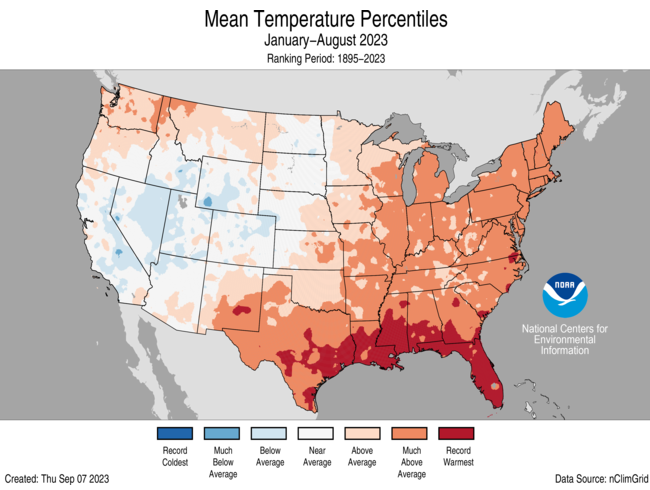 Mean Temperature Percentiles
January–August 2023
Ranking Period: 1895–2023
NOAA
National Centers for
Environmental
Information
Record
Coldest
Much
Below
Average
Below
Average
Near
Average
Above
Average
Much
Above
Average
Record
Warmest
Created: Thu Sep 07 2023
Data Source: nClimGrid